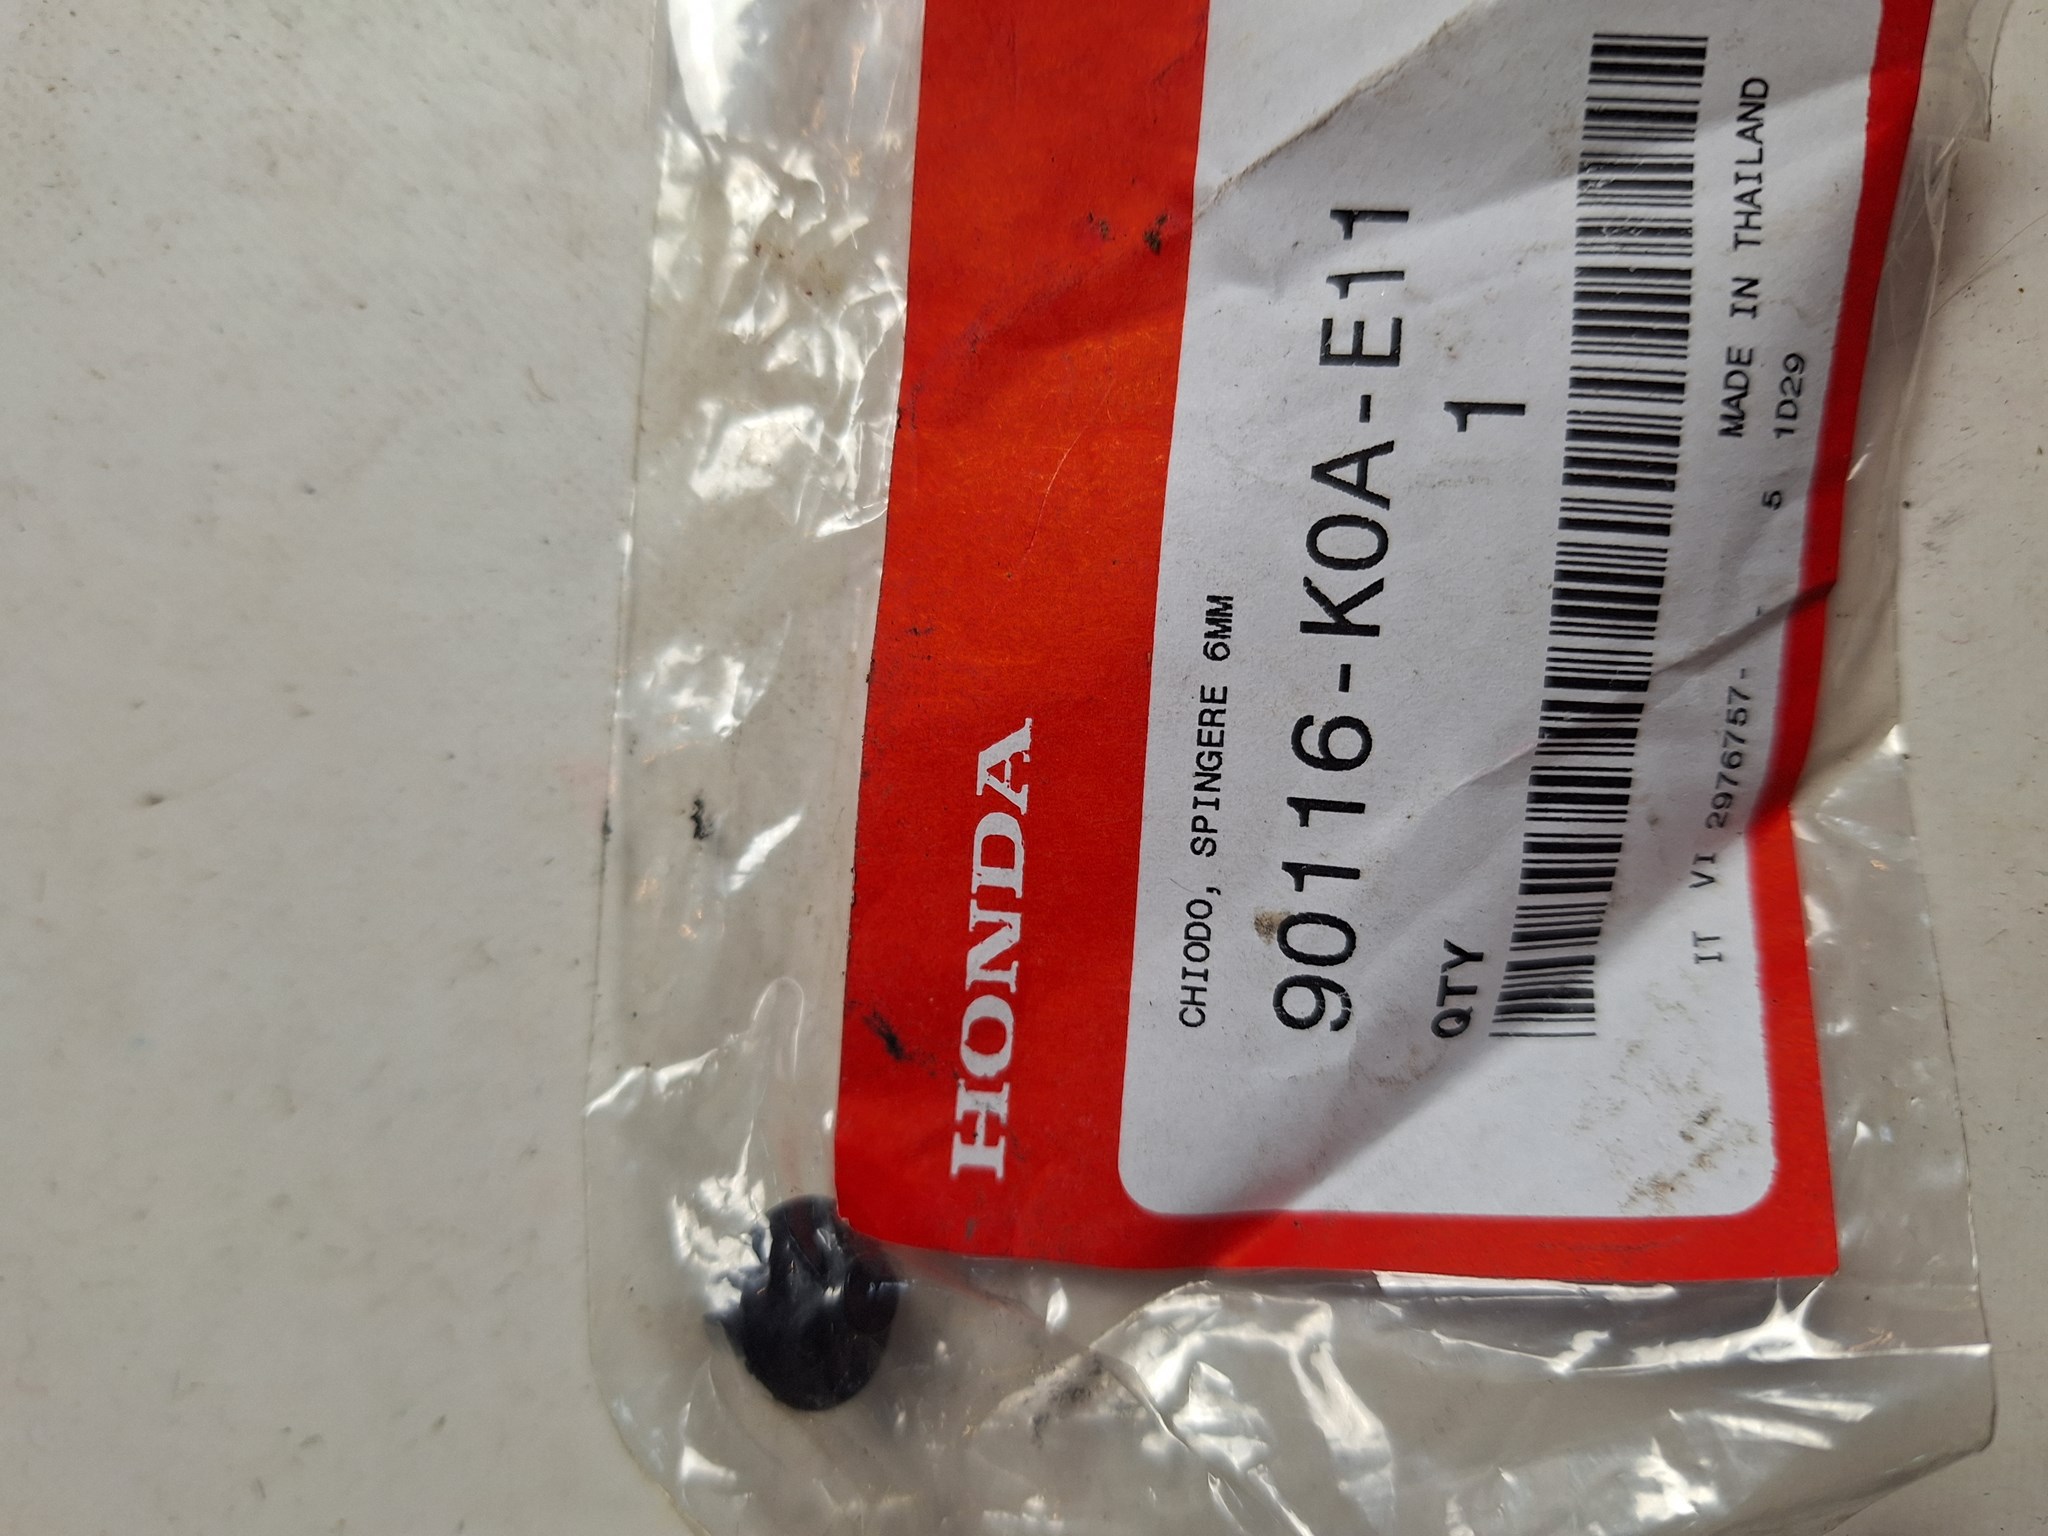 HONDA
CHIODO, SPINGERE 6MM
90116-K0A-E11
QTY 1
MADE IN THAILAND
IT VI 2976757- - 5 1D29